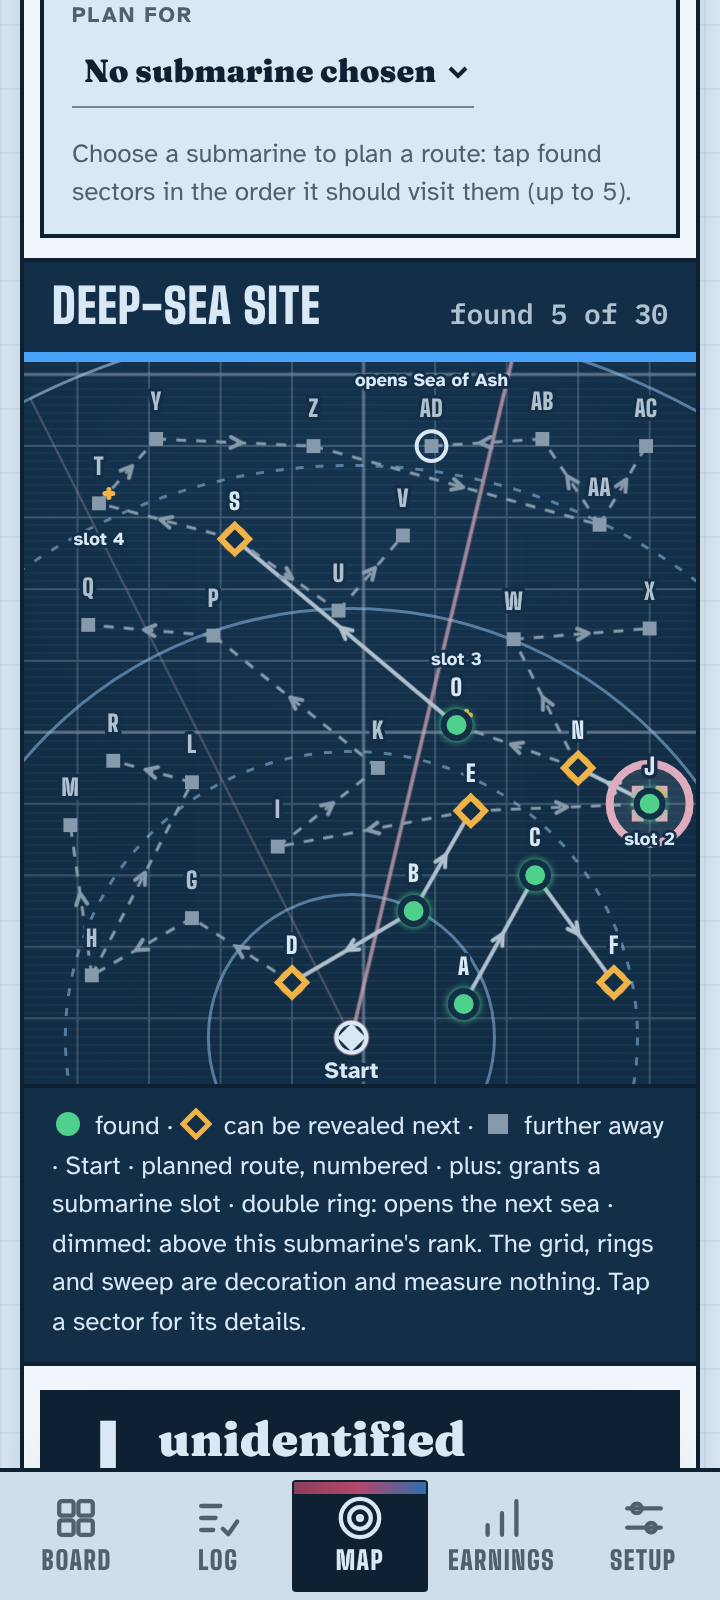 PLAN FOR
No submarine chosen
Choose a submarine to plan a route: tap found
sectors in the order it should visit them (up to 5).
DEEP-SEA SITE
found 5 of 30
opens Sea of Ash
Y
Z
AD
AB
AC
T
S
V
AA
slot 4
Q
P
U
W
X
slot 3
O
R
L
K
N
M
I
E
J
slot 2
G
B
C
H
D
A
F
Start
found · can be revealed next · further away
· Start · planned route, numbered · plus: grants a
submarine slot · double ring: opens the next sea ·
dimmed: above this submarine's rank. The grid, rings
and sweep are decoration and measure nothing. Tap
a sector for its details.
unidentified
BOARD
LOG
MAP
EARNINGS
SETUP